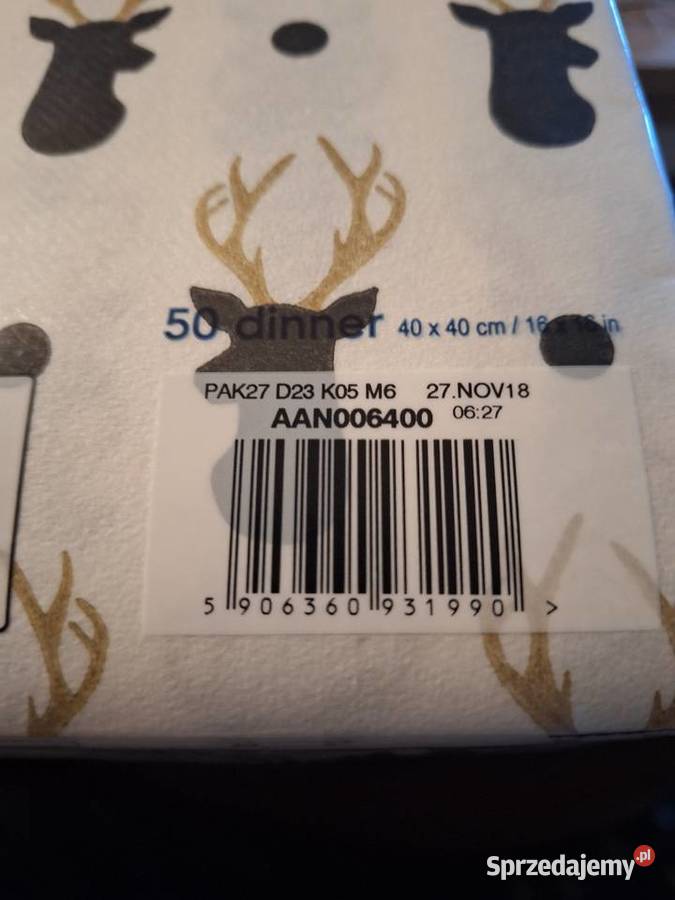 50 dinner 40 x 40 cm / 16 x 16 in
PAK27 D23 K05 M6 27.NOV18
AAN006400 06:27
5 906360 931990 >
Sprzedajemy.pl